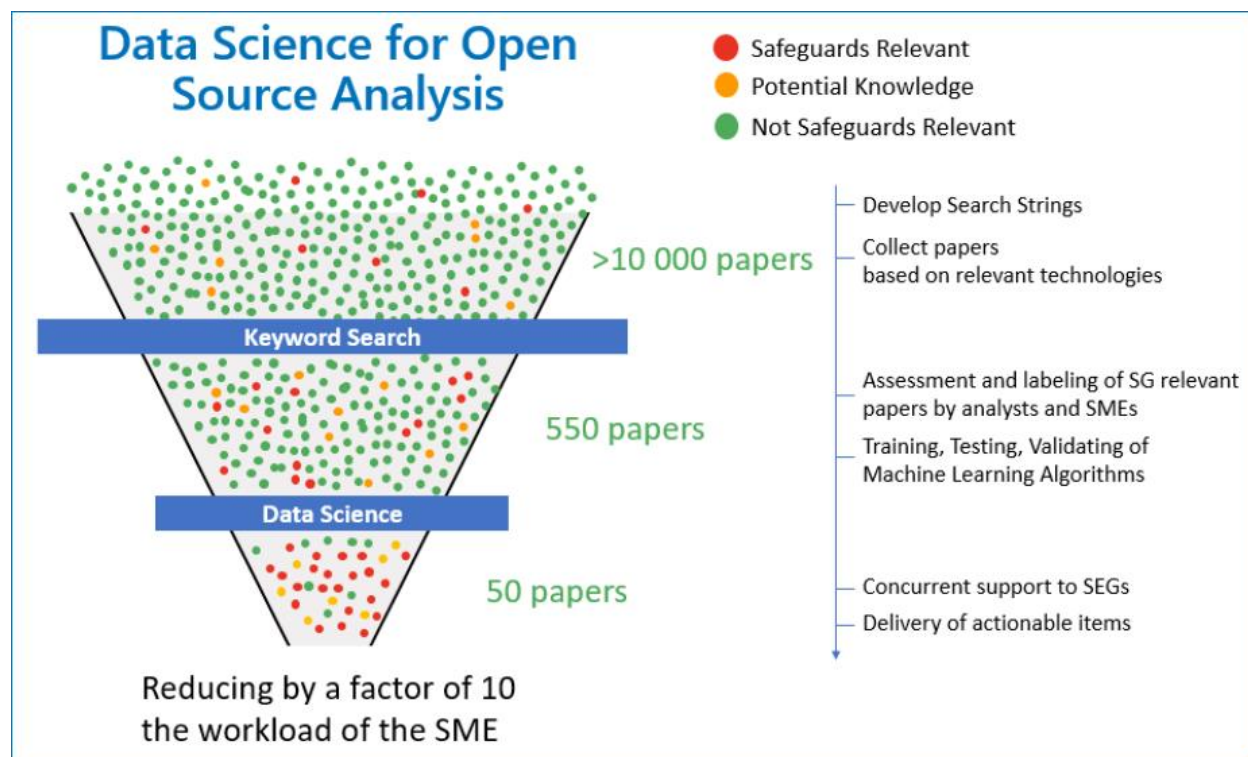 Data Science for Open
Source Analysis
Safeguards Relevant
Potential Knowledge
Not Safeguards Relevant
>10 000 papers
Keyword Search
550 papers
Data Science
50 papers
Reducing by a factor of 10
the workload of the SME
Develop Search Strings
Collect papers
based on relevant technologies
Assessment and labeling of SG relevant
papers by analysts and SMEs
Training, Testing, Validating of
Machine Learning Algorithms
Concurrent support to SEGs
Delivery of actionable items